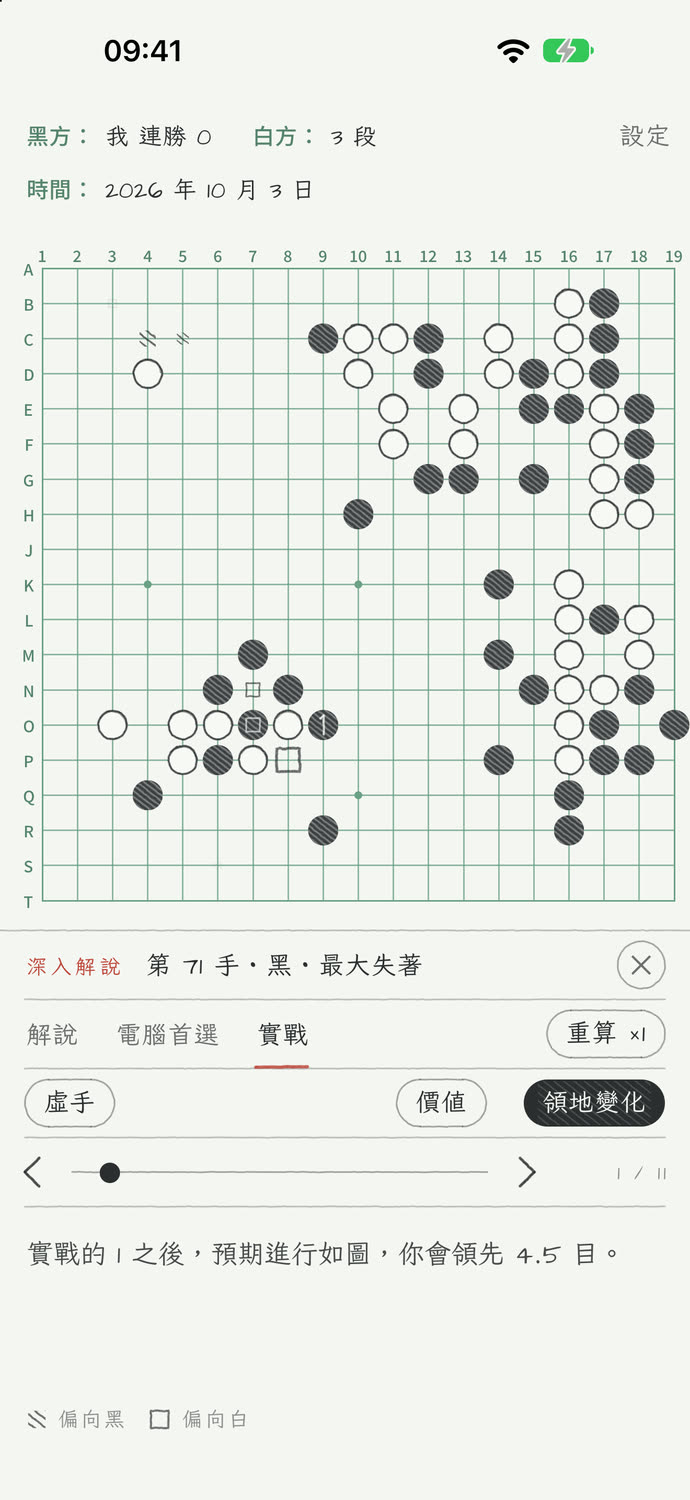 09:41
黑方： 我 連勝 0 白方： 3 段 設定
時間： 2026 年 10 月 3 日
1 2 3 4 5 6 7 8 9 10 11 12 13 14 15 16 17 18 19
A
B
C
D
E
F
G
H
J
K
L
M
N
O 1
P
Q
R
S
T
深入解說 第 71 手・黑・最大失著
解說 電腦首選 實戰 重算 ×1
虛手 價值 領地變化
1 / 11
實戰的 1 之後，預期進行如圖，你會領先 4.5 目。
偏向黑 偏向白